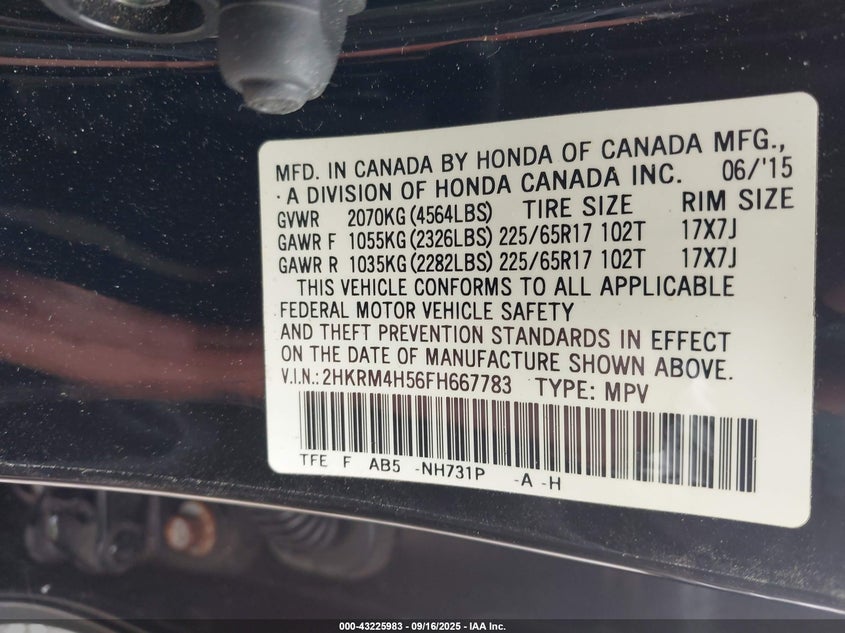 MFD. IN CANADA BY HONDA OF CANADA MFG.,
·A DIVISION OF HONDA CANADA INC. 06/'15
GVWR 2070KG(4564LBS) TIRE SIZE RIM SIZE
GAWR F 1055KG(2326LBS) 225/65R17 102T 17X7J
GAWR R 1035KG(2282LBS) 225/65R17 102T 17X7J
THIS VEHICLE CONFORMS TO ALL APPLICABLE
FEDERAL MOTOR VEHICLE SAFETY
AND THEFT PREVENTION STANDARDS IN EFFECT
ON THE DATE OF MANUFACTURE SHOWN ABOVE.
V.I.N.:2HKRM4H56FH667783 TYPE: MPV
TFE F AB5 -NH731P -A -H
000-43225983 - 09/16/2025 - IAA Inc.